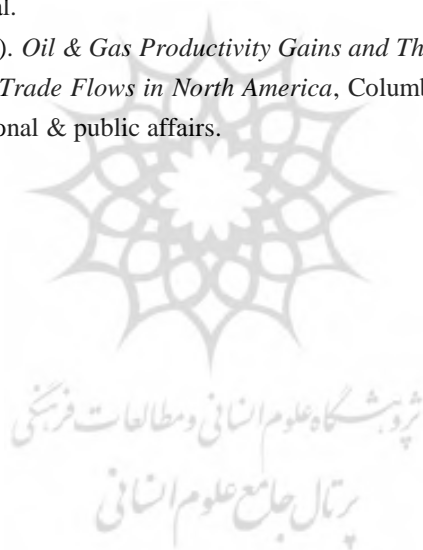 al.
). Oil & Gas Productivity Gains and Th
Trade Flows in North America, Columb
onal & public affairs.
پژوهشگاه علوم انسانی و مطالعات فرهنگی
پرتال جامع علوم انسانی